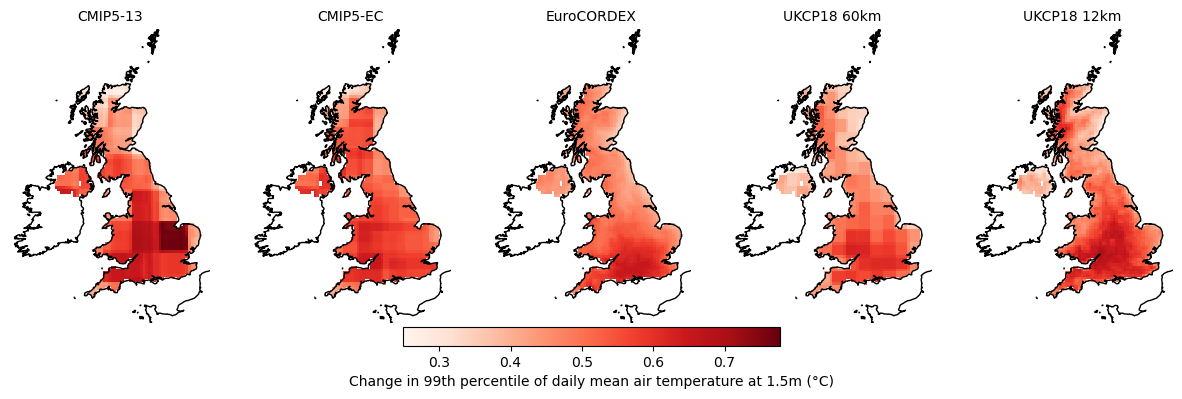 CMIP5-13 CMIP5-EC EuroCORDEX UKCP18 60km UKCP18 12km
0.3 0.4 0.5 0.6 0.7
Change in 99th percentile of daily mean air temperature at 1.5m (°C)